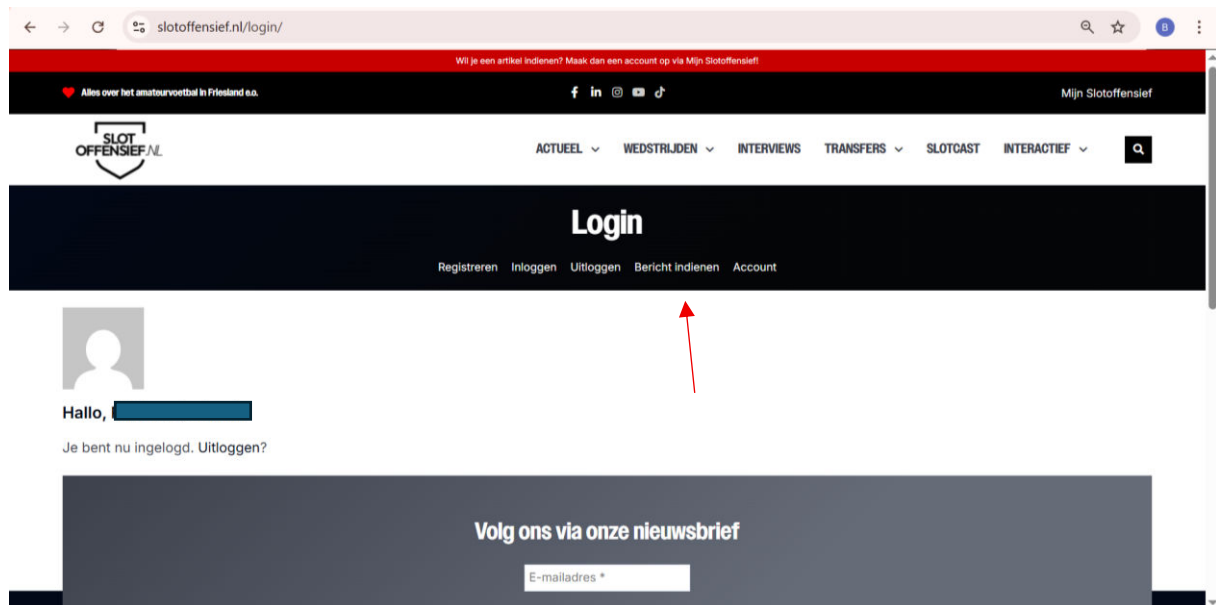 slotoffensief.nl/login/
B
Wil je een artikel indienen? Maak dan een account op via Mijn Slotoffensief!
Alles over het amateurvoetbal in Friesland e.o.
Mijn Slotoffensief
SLOT
OFFENSIEF.NL
ACTUEEL WEDSTRIJDEN INTERVIEWS TRANSFERS SLOTCAST INTERACTIEF
Login
Registreren Inloggen Uitloggen Bericht indienen Account
Hallo,
Je bent nu ingelogd. Uitloggen?
Volg ons via onze nieuwsbrief
E-mailadres *